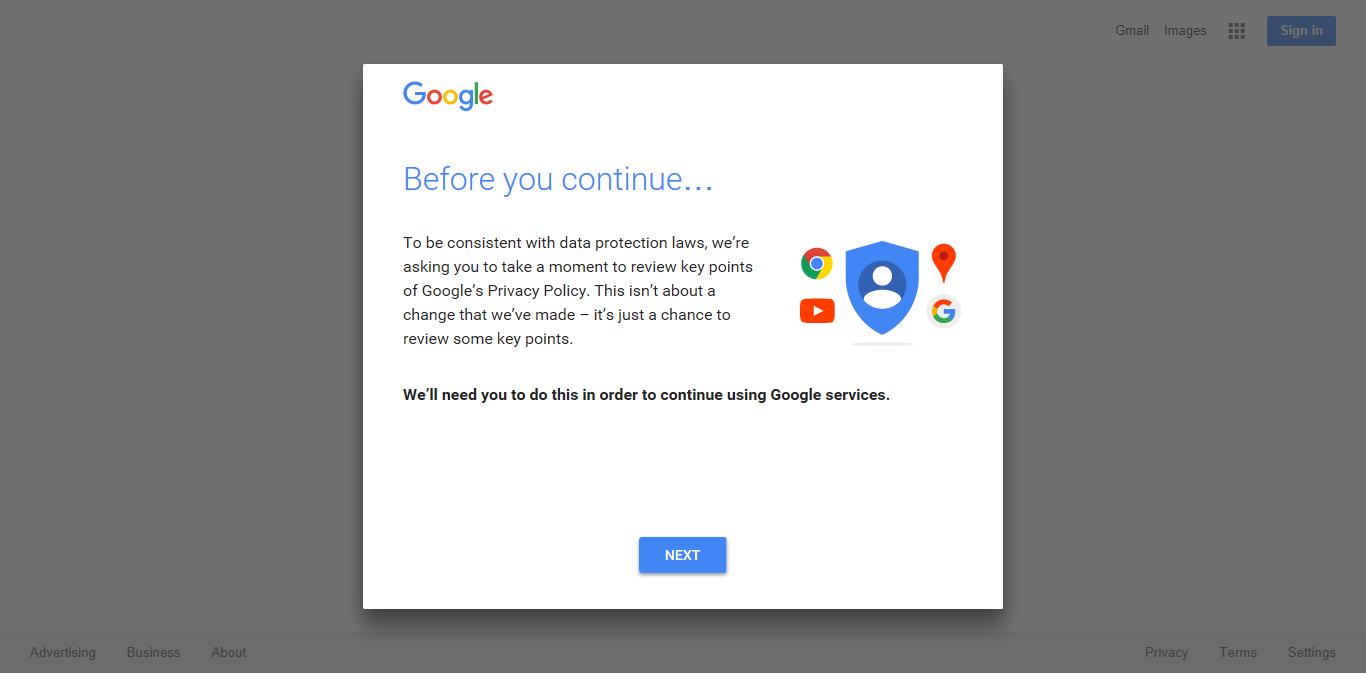 Gmail Images Sign in
Google
Before you continue…
To be consistent with data protection laws, we’re
asking you to take a moment to review key points
of Google’s Privacy Policy. This isn’t about a
change that we’ve made – it’s just a chance to
review some key points.
We’ll need you to do this in order to continue using Google services.
NEXT
Advertising Business About Privacy Terms Settings